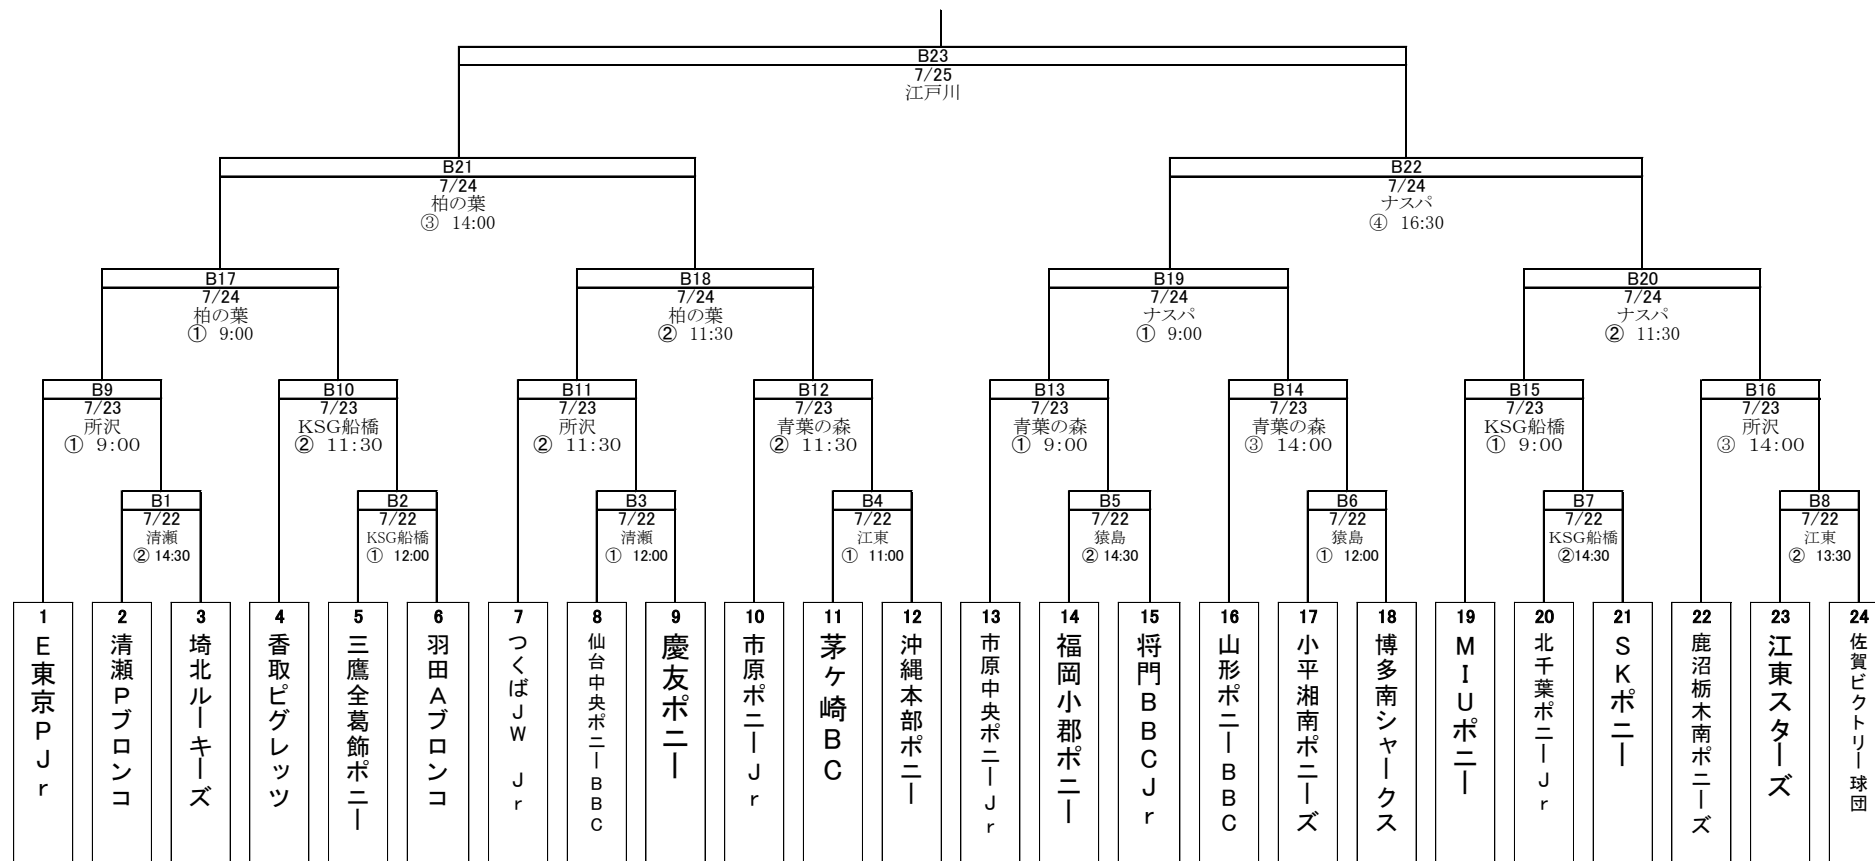 B23
7/25
江戸川
B21
7/24
柏の葉
③ 14:00
B22
7/24
ナスパ
④ 16:30
B17
7/24
柏の葉
① 9:00
B18
7/24
柏の葉
② 11:30
B19
7/24
ナスパ
① 9:00
B20
7/24
ナスパ
② 11:30
B9
7/23
所沢
① 9:00
B10
7/23
KSG船橋
② 11:30
B11
7/23
所沢
② 11:30
B12
7/23
青葉の森
② 11:30
B13
7/23
青葉の森
① 9:00
B14
7/23
青葉の森
③ 14:00
B15
7/23
KSG船橋
① 9:00
B16
7/23
所沢
③ 14:00
B1
7/22
清瀬
② 14:30
B2
7/22
KSG船橋
① 12:00
B3
7/22
清瀬
① 12:00
B4
7/22
江東
① 11:00
B5
7/22
猿島
② 14:30
B6
7/22
猿島
① 12:00
B7
7/22
KSG船橋
②14:30
B8
7/22
江東
② 13:30
1
E東京PJr
2
清瀬Pブロンコ
3
埼北ルーキーズ
4
香取ピグレッツ
5
三鷹全葛飾ポニー
6
羽田Aブロンコ
7
つくばJW Jr
8
仙台中央ポニーBBC
9
慶友ポニー
10
市原ポニーJr
11
茅ケ崎BC
12
沖縄本部ポニー
13
市原中央ポニーJr
14
福岡小郡ポニー
15
将門BBCJr
16
山形ポニーBBC
17
小平湘南ポニーズ
18
博多南シャークス
19
MIUポニー
20
北千葉ポニーJr
21
SKポニー
22
鹿沼栃木南ポニーズ
23
江東スターズ
24
佐賀ビクトリー球団